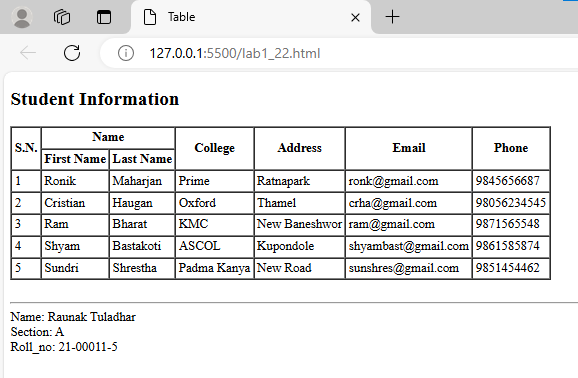 Table
127.0.0.1:5500/lab1_22.html
Student Information
S.N. Name College Address Email Phone
First Name Last Name
1 Ronik Maharjan Prime Ratnapark ronk@gmail.com 9845656687
2 Cristian Haugan Oxford Thamel crha@gmail.com 98056234545
3 Ram Bharat KMC New Baneshwor ram@gmail.com 9871565548
4 Shyam Bastakoti ASCOL Kupondole shyambast@gmail.com 9861585874
5 Sundri Shrestha Padma Kanya New Road sunshres@gmail.com 9851454462
Name: Raunak Tuladhar
Section: A
Roll_no: 21-00011-5